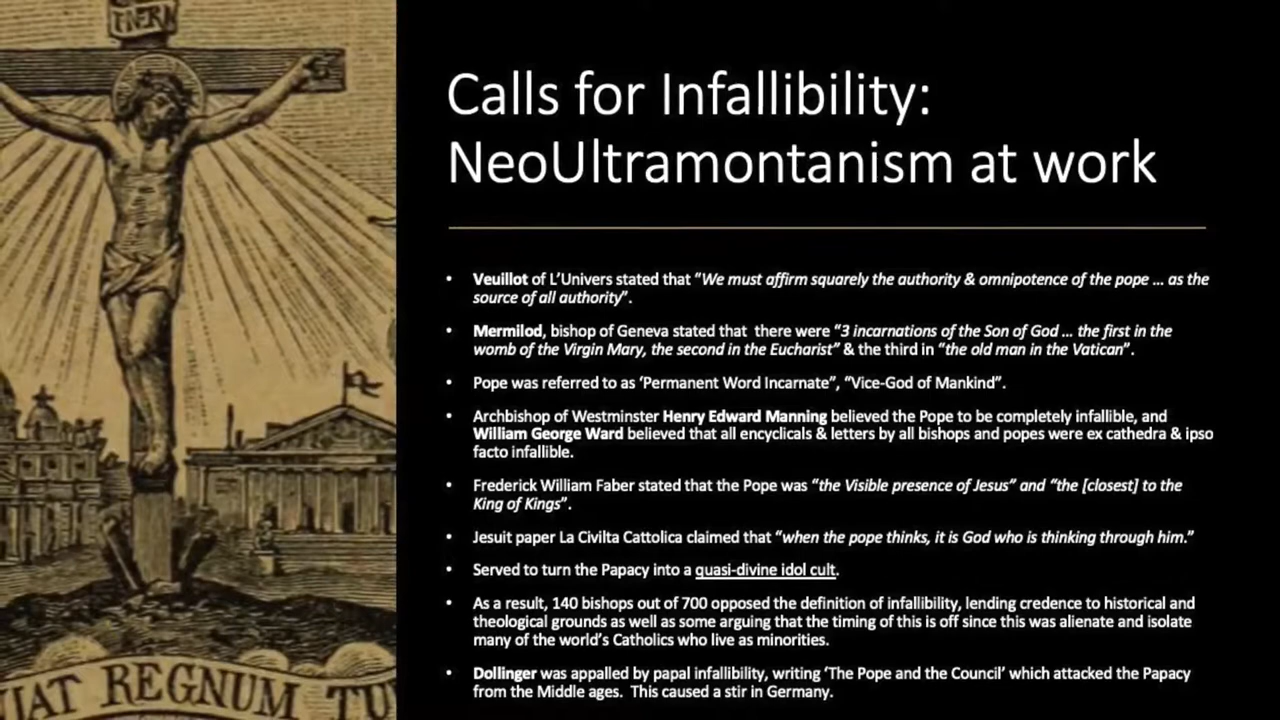 INRI
Calls for Infallibility:
NeoUltramontanism at work
• Veuillot of L'Univers stated that "We must affirm squarely the authority & omnipotence of the pope … as the
source of all authority".
• Mermilod, bishop of Geneva stated that there were "3 incarnations of the Son of God … the first in the
womb of the Virgin Mary, the second in the Eucharist" & the third in "the old man in the Vatican".
• Pope was referred to as 'Permanent Word Incarnate", "Vice-God of Mankind".
• Archbishop of Westminster Henry Edward Manning believed the Pope to be completely infallible, and
William George Ward believed that all encyclicals & letters by all bishops and popes were ex cathedra & ipso
facto infallible.
• Frederick William Faber stated that the Pope was "the Visible presence of Jesus" and "the [closest] to the
King of Kings".
• Jesuit paper La Civilta Cattolica claimed that "when the pope thinks, it is God who is thinking through him."
• Served to turn the Papacy into a quasi-divine idol cult.
• As a result, 140 bishops out of 700 opposed the definition of infallibility, lending credence to historical and
theological grounds as well as some arguing that the timing of this is off since this was alienate and isolate
many of the world's Catholics who live as minorities.
• Dollinger was appalled by papal infallibility, writing 'The Pope and the Council' which attacked the Papacy
from the Middle ages. This caused a stir in Germany.
IAT REGNUM TU